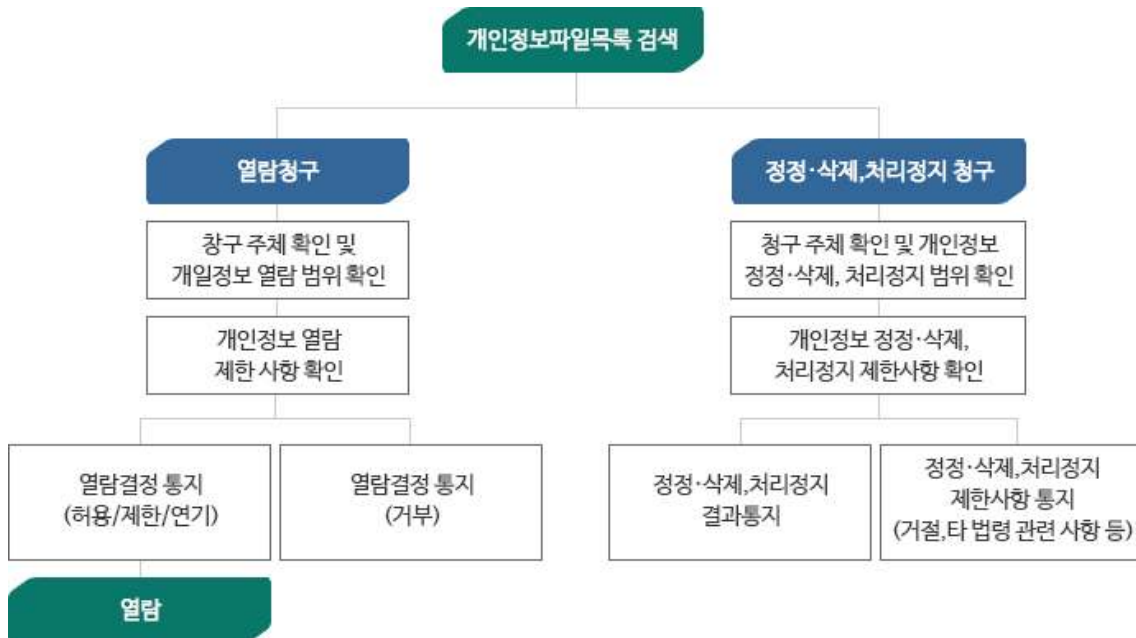 개인정보파일목록 검색
열람청구
정정·삭제,처리정지 청구
창구 주체 확인 및
개일정보 열람 범위 확인
청구 주체 확인 및 개인정보
정정·삭제, 처리정지 범위 확인
개인정보 열람
제한 사항 확인
개인정보 정정·삭제,
처리정지 제한사항 확인
열람결정 통지
(허용/제한/연기)
열람결정 통지
(거부)
정정·삭제,처리정지
결과통지
정정·삭제,처리정지
제한사항 통지
(거절,타 법령 관련 사항 등)
열람